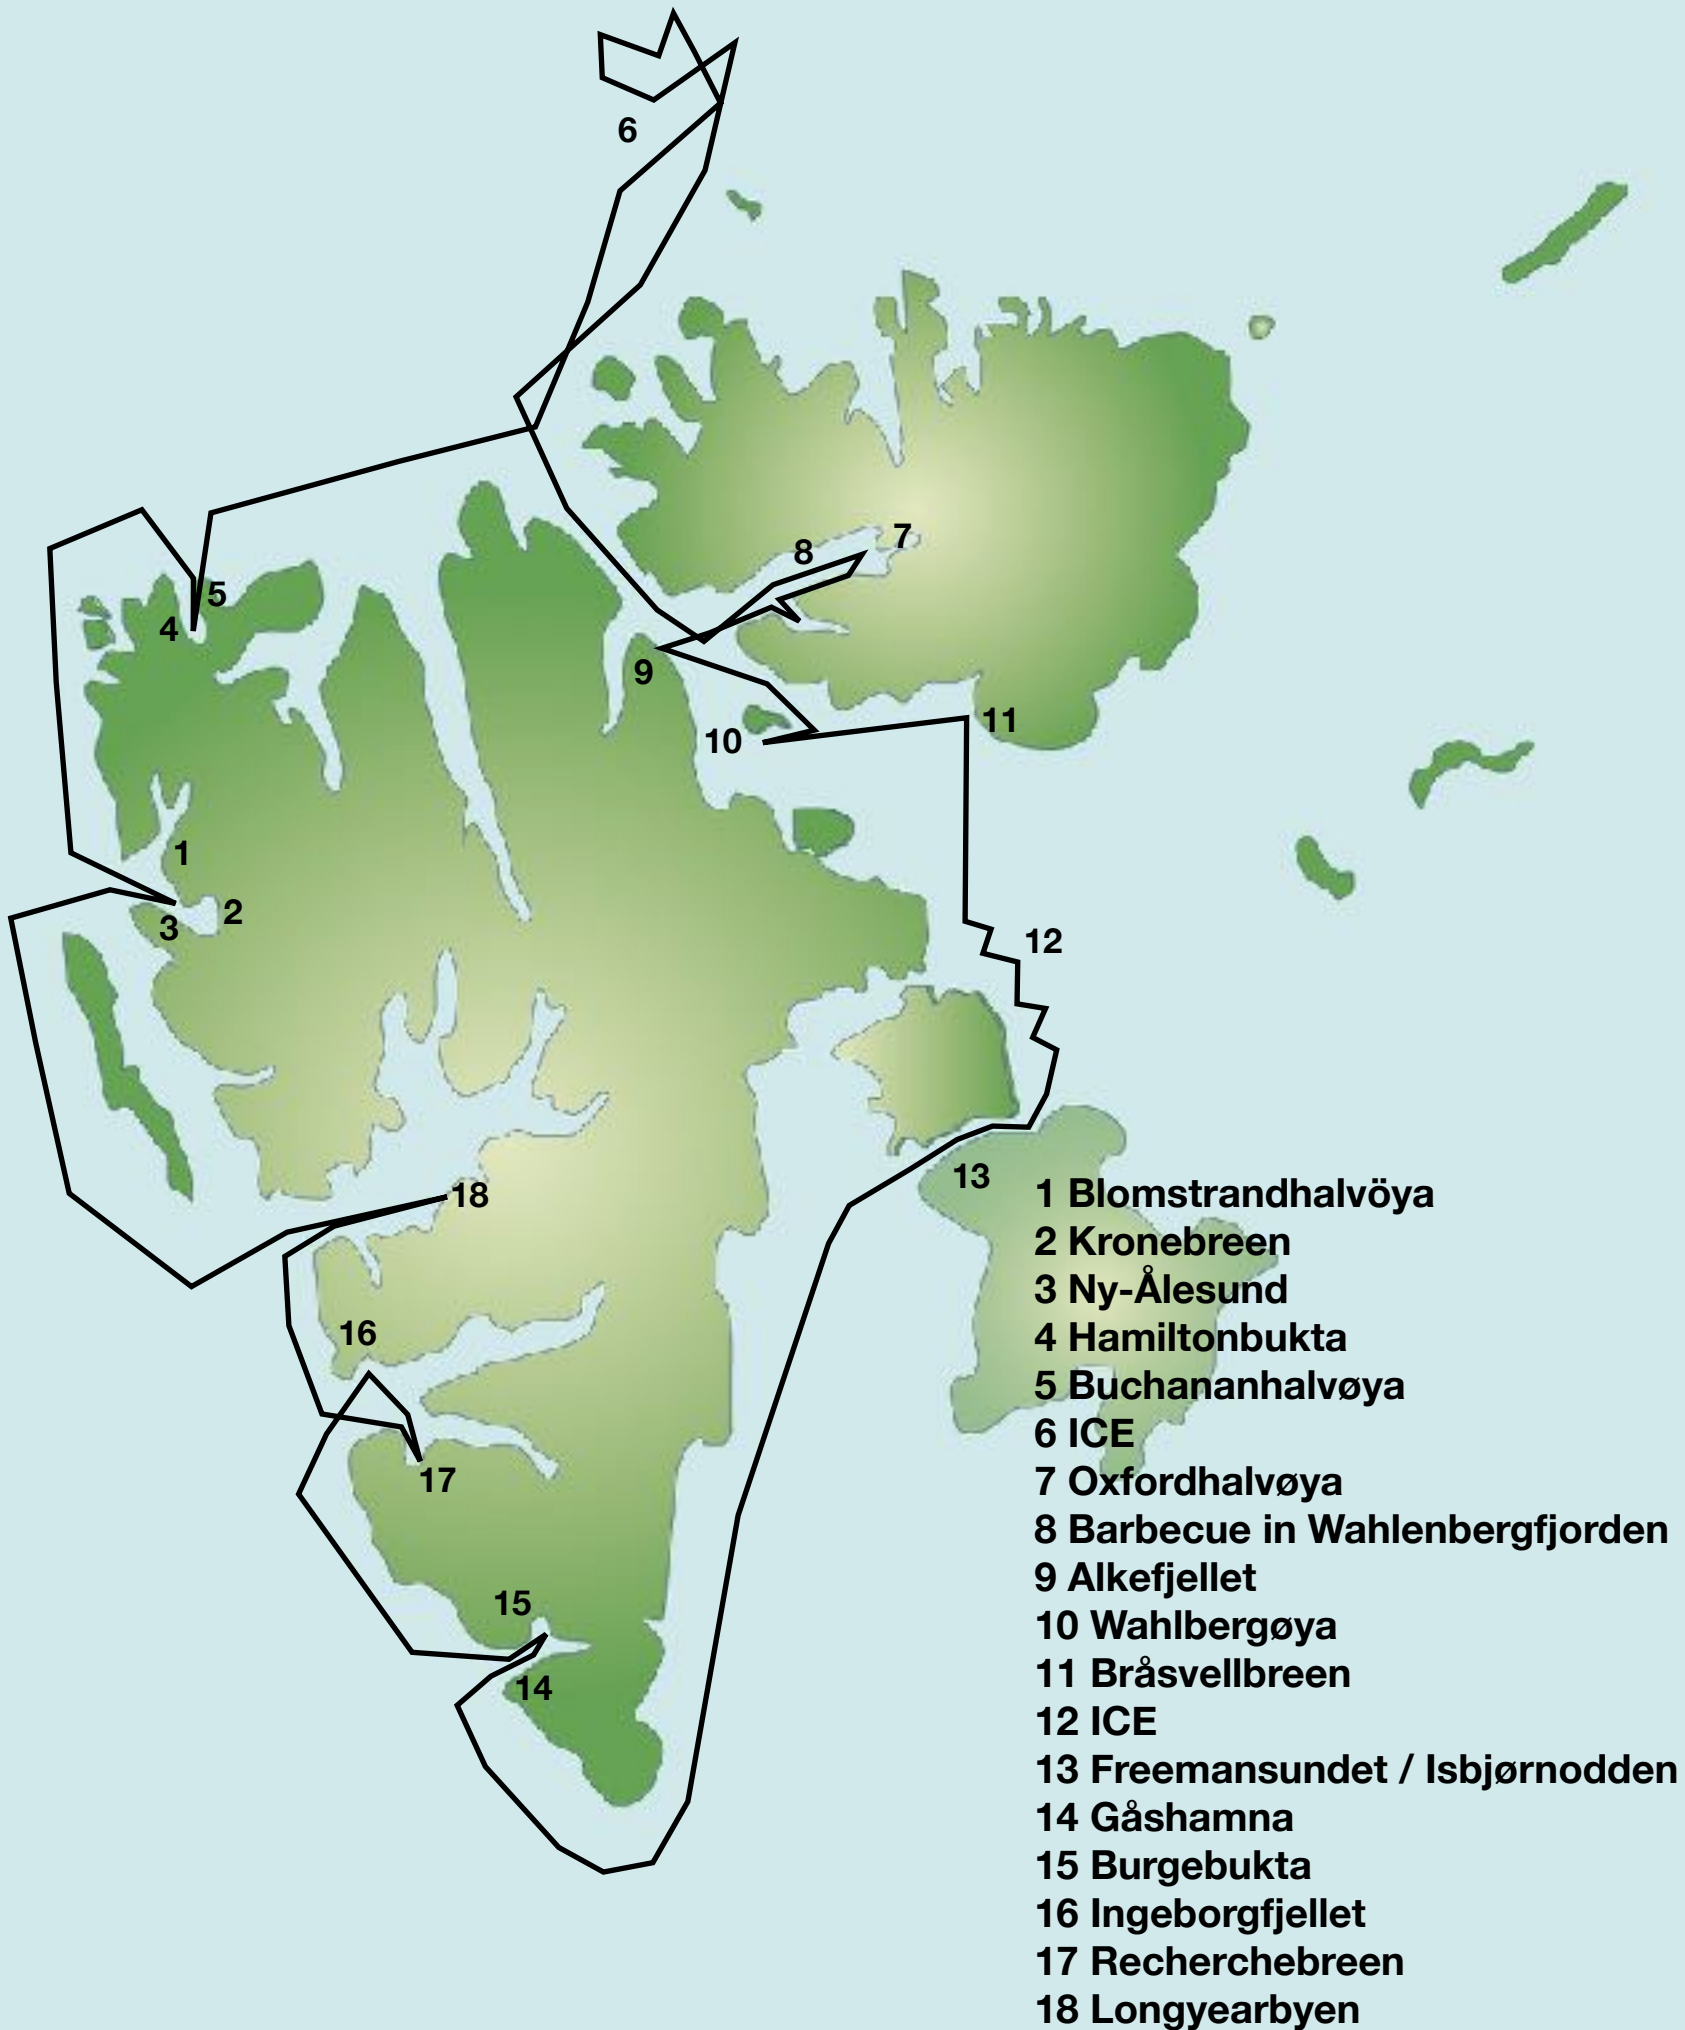 6
7
8
5
4
9
11
10
1
2
3
12
13
18
16
17
15
14
1 Blomstrandhalvöya
2 Kronebreen
3 Ny-Ålesund
4 Hamiltonbukta
5 Buchananhalvøya
6 ICE
7 Oxfordhalvøya
8 Barbecue in Wahlenbergfjorden
9 Alkefjellet
10 Wahlbergøya
11 Bråsvellbreen
12 ICE
13 Freemansundet / Isbjørnodden
14 Gåshamna
15 Burgebukta
16 Ingeborgfjellet
17 Recherchebreen
18 Longyearbyen